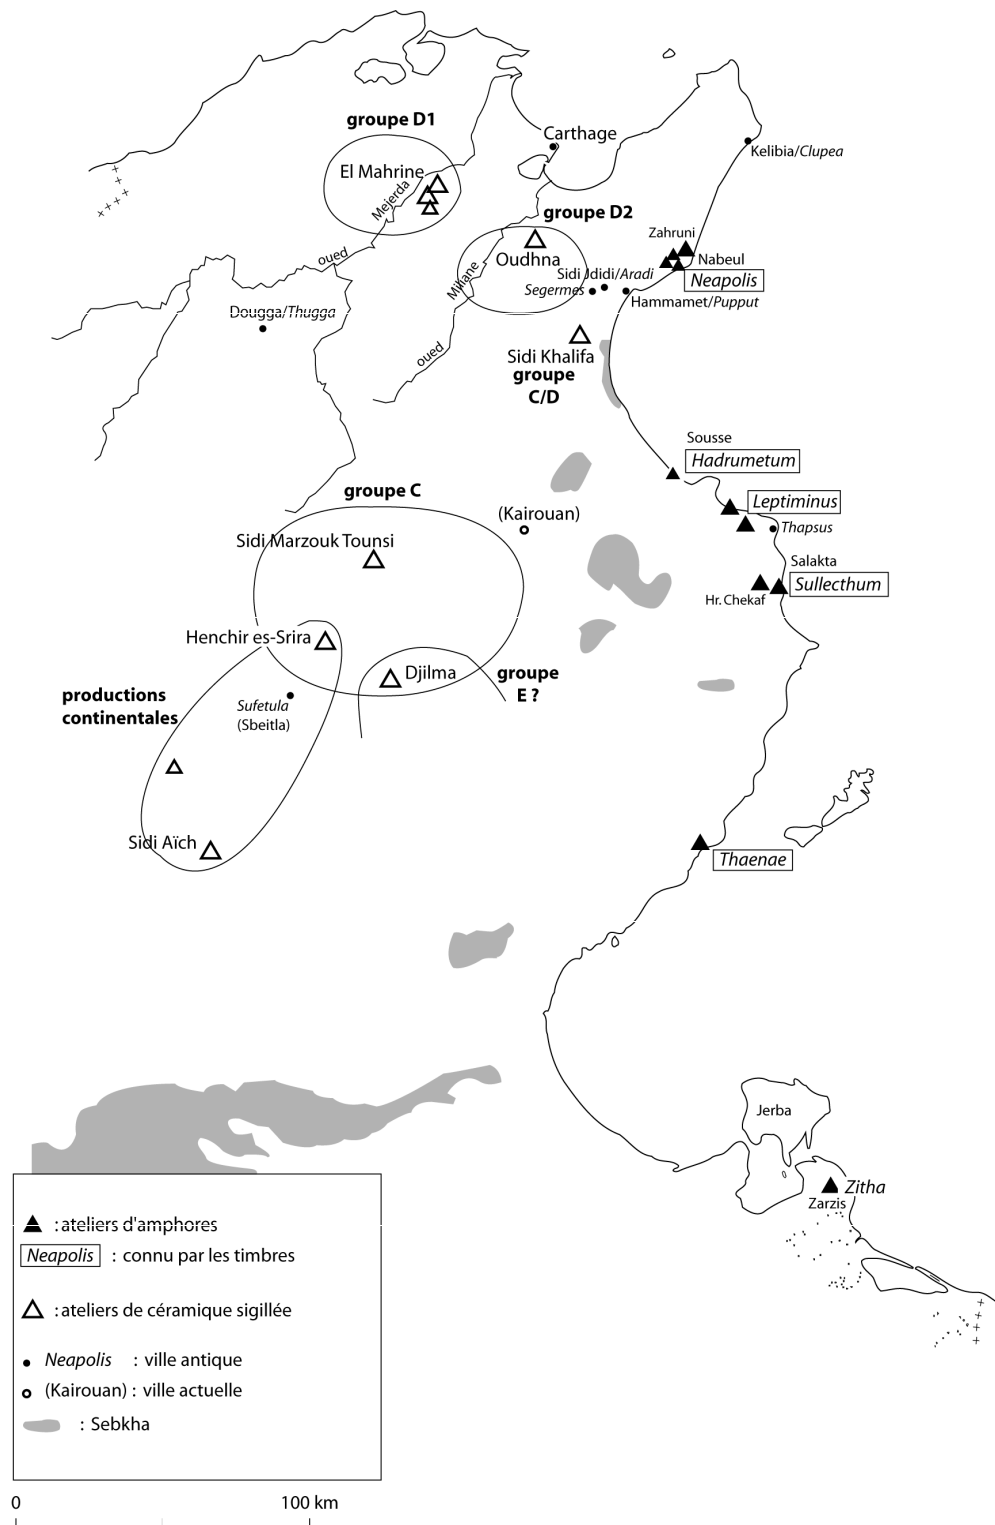 groupe D1
Carthage
El Mahrine
Kelibia/Clupea
Mejerda
groupe D2
Zahruni
oued
Oudhna
Nabeul
Sidi Jdidi/Aradi
Neapolis
Miliane
Segermes
Hammamet/Pupput
Dougga/Thugga
oued
Sidi Khalifa
groupe
C/D
Sousse
Hadrumetum
groupe C
Leptiminus
(Kairouan)
Thapsus
Sidi Marzouk Tounsi
Salakta
Sullecthum
Hr. Chekaf
Henchir es-Srira
Djilma
groupe
E ?
productions
continentales
Sufetula
(Sbeitla)
Sidi Aïch
Thaenae
Jerba
Zitha
Zarzis
: ateliers d'amphores
Neapolis : connu par les timbres
: ateliers de céramique sigillée
Neapolis : ville antique
(Kairouan) : ville actuelle
: Sebkha
0 100 km